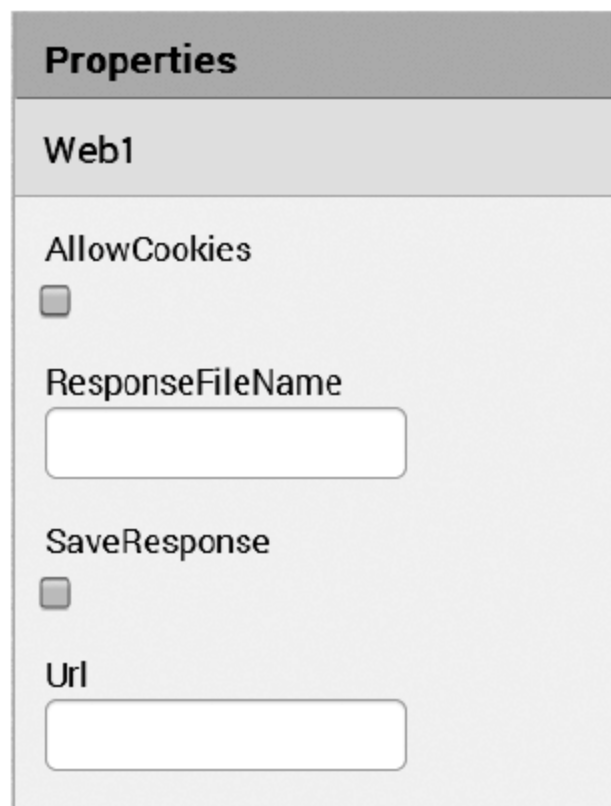 Properties
Web1
AllowCookies
ResponseFileName
SaveResponse
Url